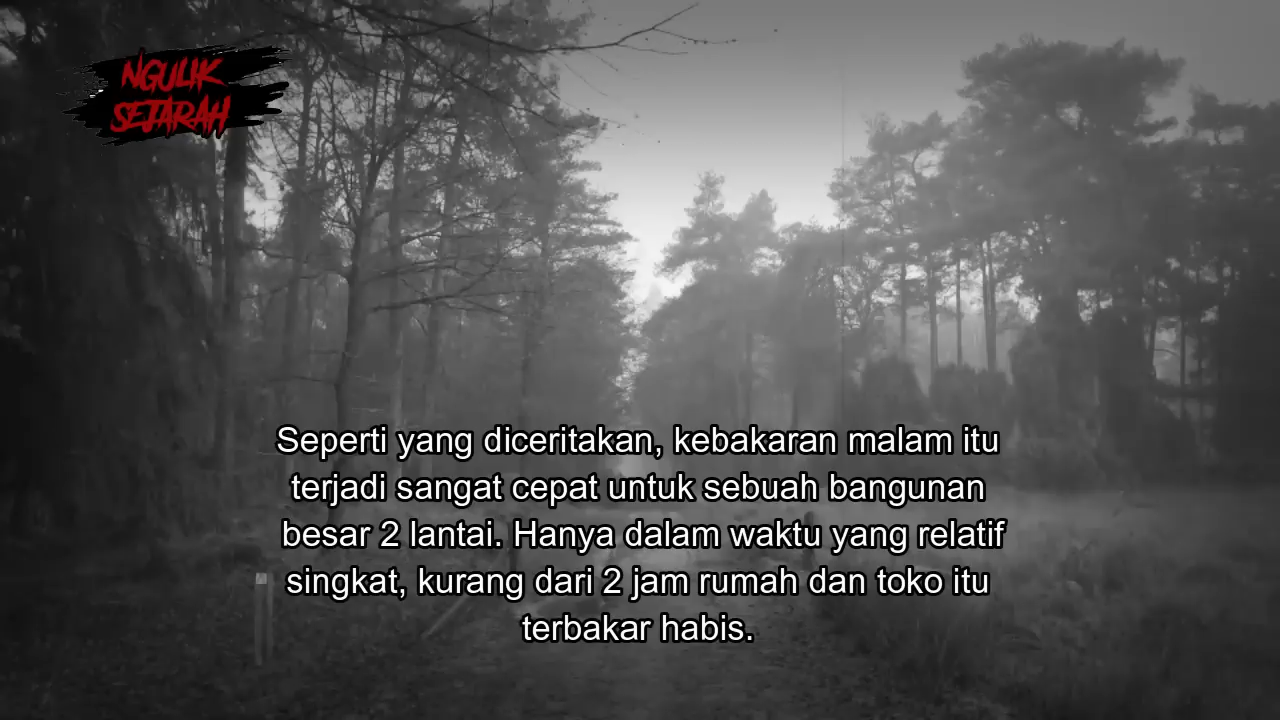 NGULIK
SEJARAH
Seperti yang diceritakan, kebakaran malam itu
terjadi sangat cepat untuk sebuah bangunan
besar 2 lantai. Hanya dalam waktu yang relatif
singkat, kurang dari 2 jam rumah dan toko itu
terbakar habis.